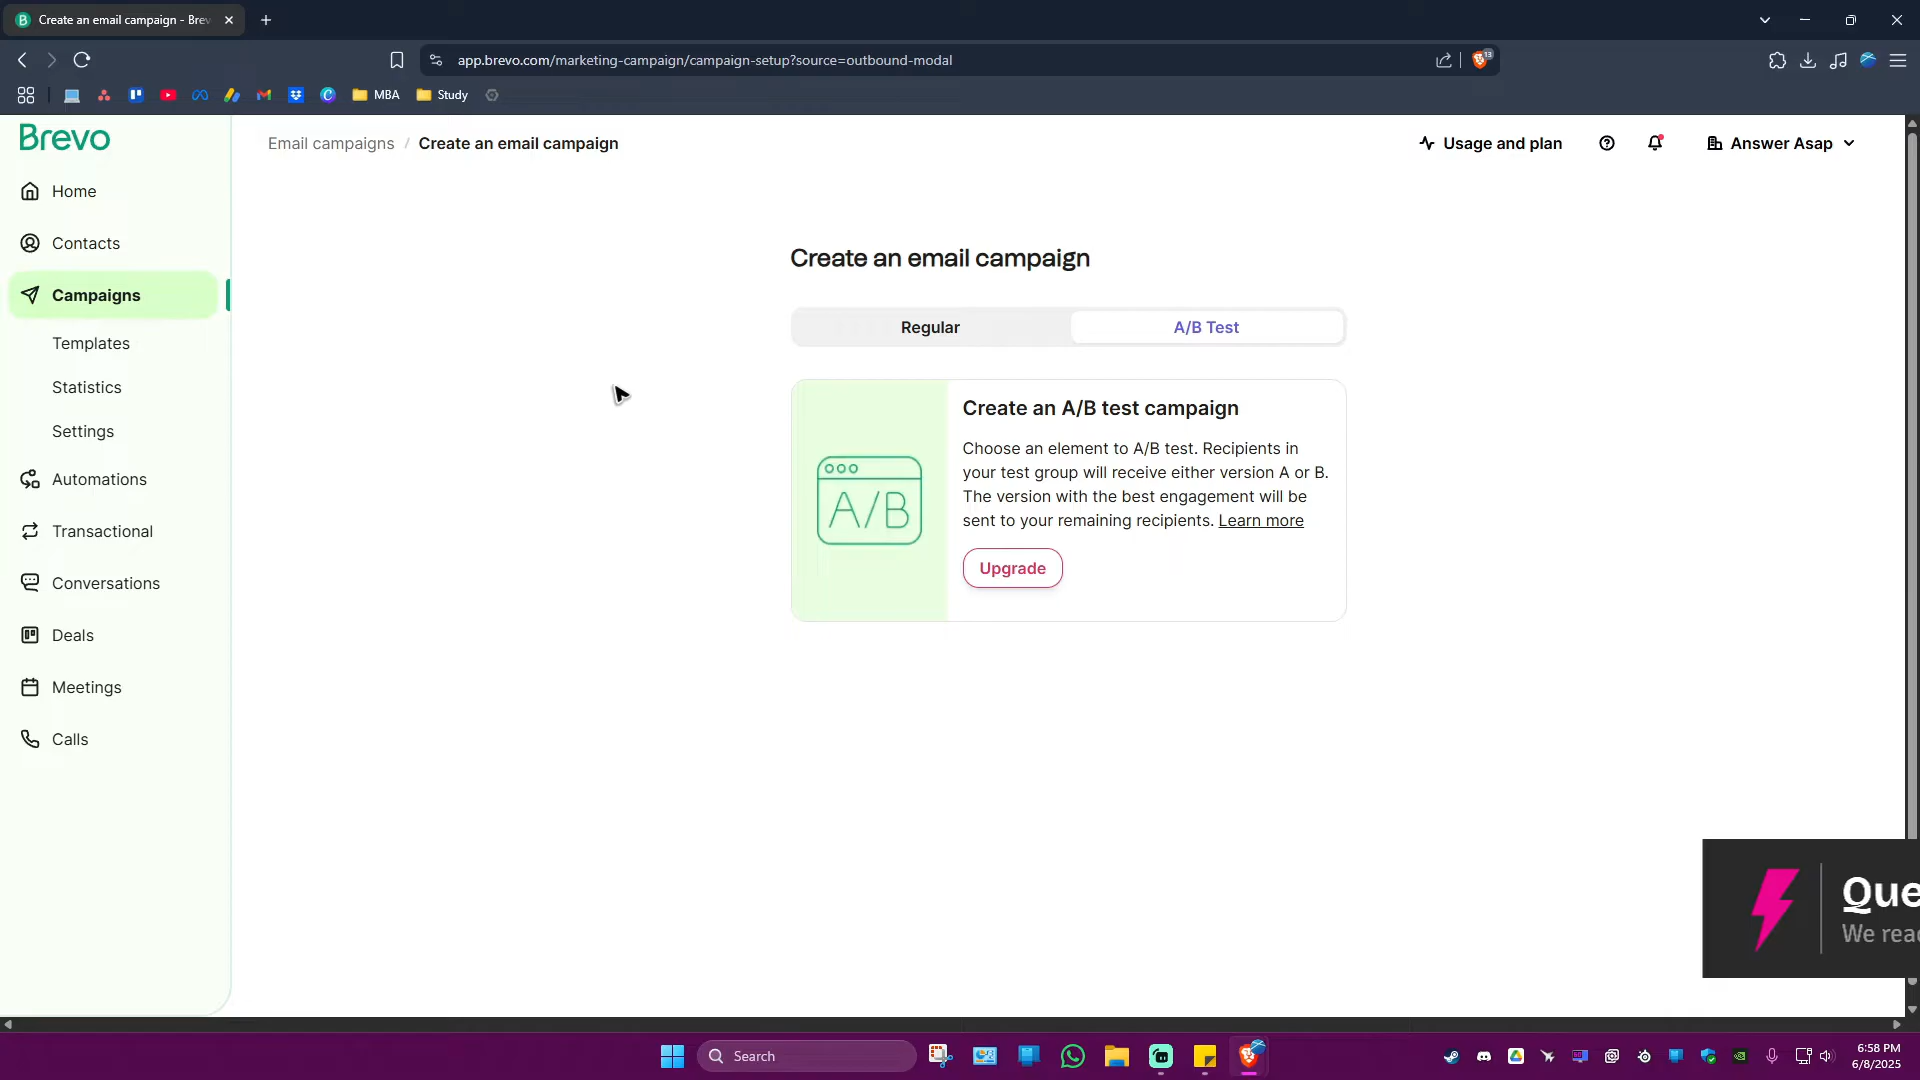 Create an email campaign - Brev
app.brevo.com/marketing-campaign/campaign-setup?source=outbound-modal
13
MBA
Study
Brevo
Email campaigns / Create an email campaign
Usage and plan
Answer Asap
Home
Contacts
Campaigns
Templates
Statistics
Settings
Automations
Transactional
Conversations
Deals
Meetings
Calls
Create an email campaign
Regular
A/B Test
A/B
Create an A/B test campaign
Choose an element to A/B test. Recipients in
your test group will receive either version A or B.
The version with the best engagement will be
sent to your remaining recipients. Learn more
Upgrade
Que
We reac
Search
6:58 PM
6/8/2025